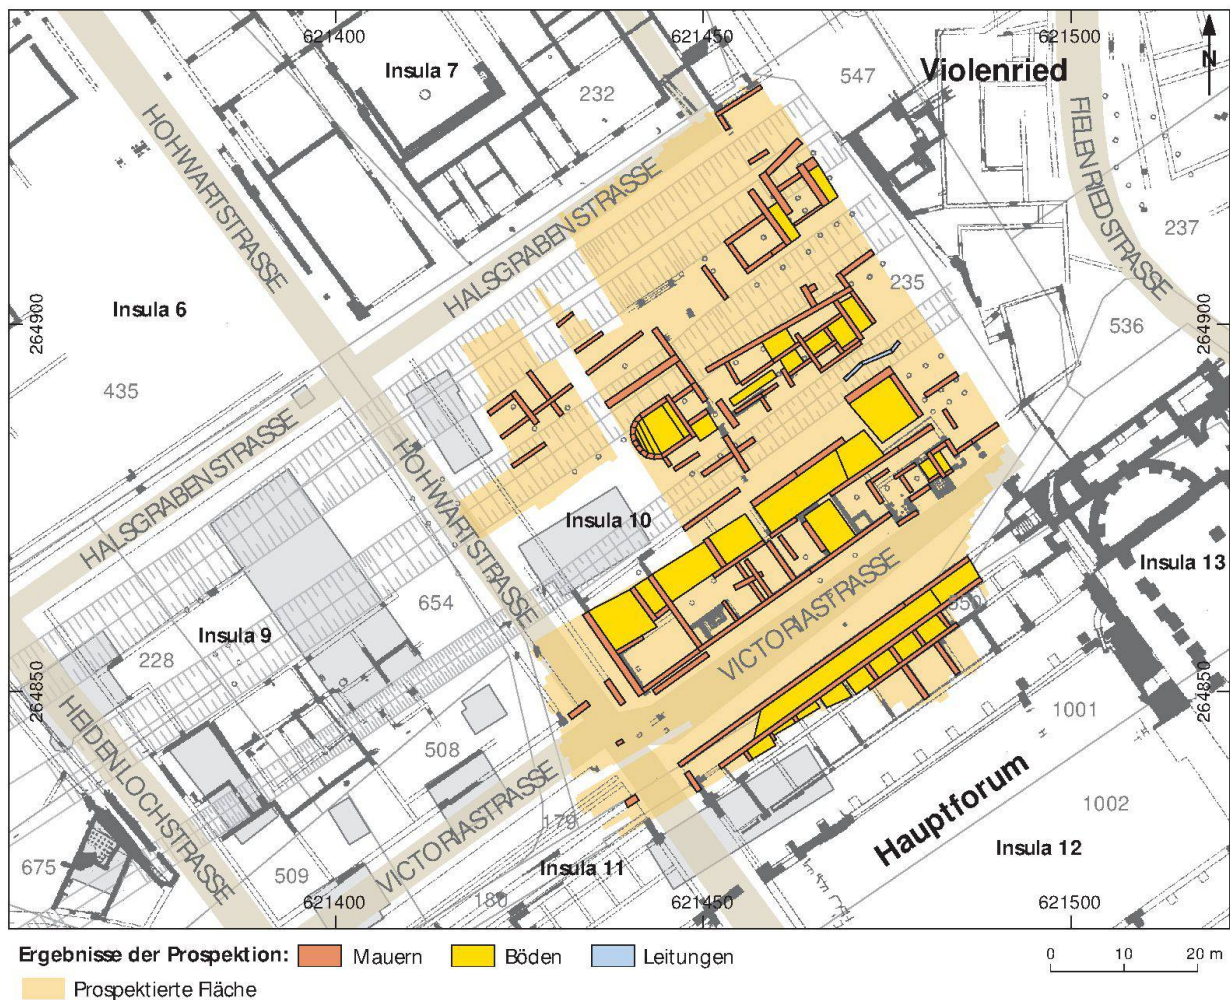 621400
621450
621500
N
Insula 7
232
547
Violenried
HOHWARTSTRASSE
FIELENRIEDSTRASSE
237
HALSGRABENSTRASSE
235
Insula 6
264900
536
264900
435
HOHWARTSTRASSE
HALSGRABENSTRASSE
Insula 10
Insula 13
654
550
Insula 9
228
VICTORIASTRASSE
264850
264850
HEIDENLOCHSTRASSE
508
1001
VICTORIASTRASSE
Hauptforum
1002
179
Insula 12
675
509
Insula 11
180
621400
621450
621500
Ergebnisse der Prospektion: Mauern Böden Leitungen
Prospektierte Fläche
0 10 20 m